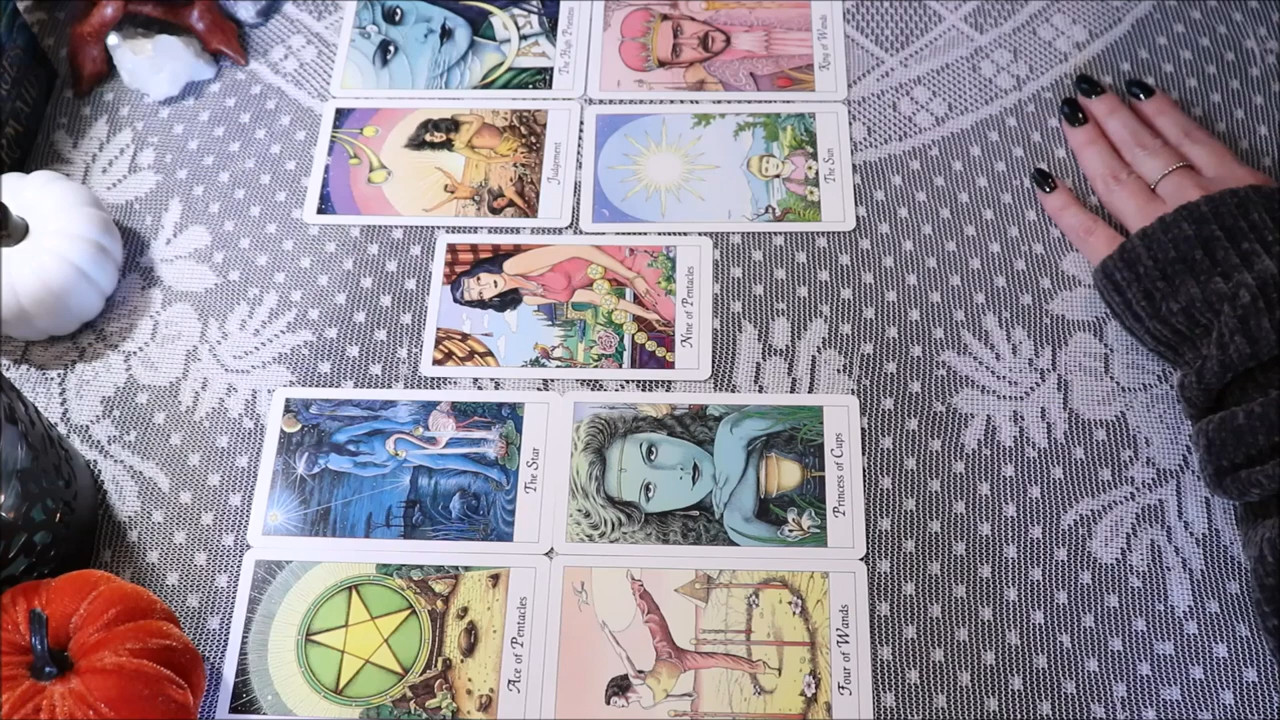 The High Priestess
King of Wands
Judgement
The Sun
Nine of Pentacles
The Star
Princess of Cups
Ace of Pentacles
Four of Wands